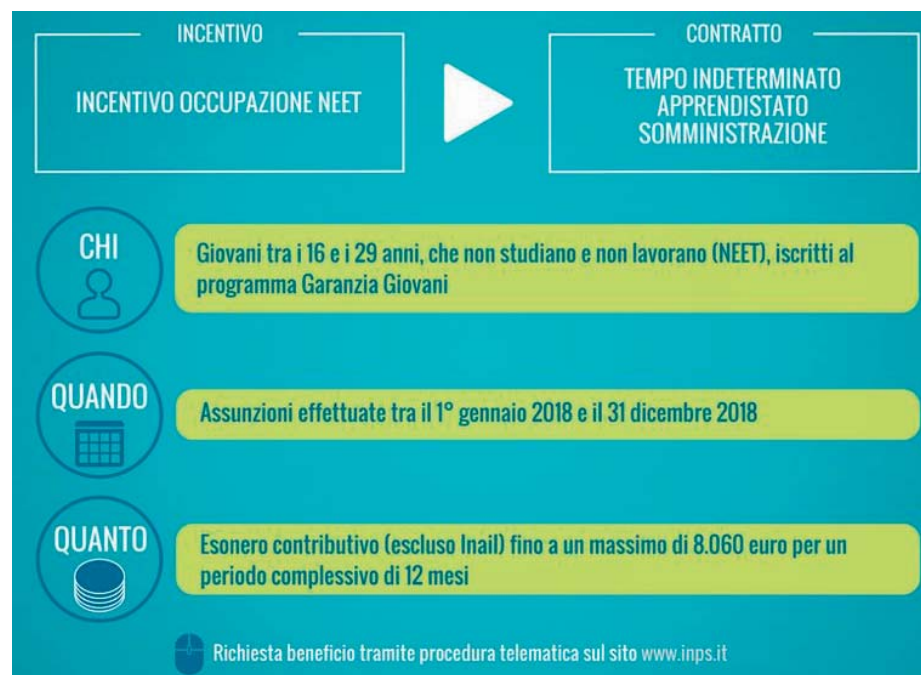 INCENTIVO
INCENTIVO OCCUPAZIONE NEET
CONTRATTO
TEMPO INDETERMINATO
APPRENDISTATO
SOMMINISTRAZIONE
CHI
Giovani tra i 16 e i 29 anni, che non studiano e non lavorano (NEET), iscritti al
programma Garanzia Giovani
QUANDO
Assunzioni effettuate tra il 1° gennaio 2018 e il 31 dicembre 2018
QUANTO
Esonero contributivo (escluso Inail) fino a un massimo di 8.060 euro per un
periodo complessivo di 12 mesi
Richiesta beneficio tramite procedura telematica sul sito www.inps.it